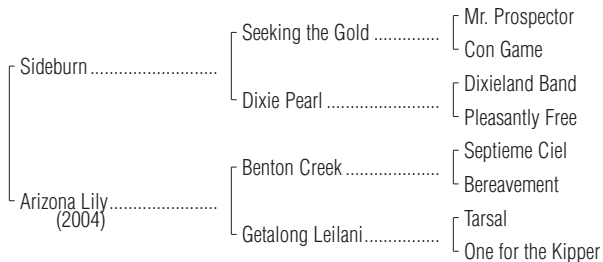 Mr. Prospector
Seeking the Gold ..............
Con Game
Sideburn ...........................
Dixieland Band
Dixie Pearl ........................
Pleasantly Free
Septieme Ciel
Benton Creek ....................
Bereavement
Arizona Lily.......................
(2004)
Tarsal
Getalong Leilani................
One for the Kipper